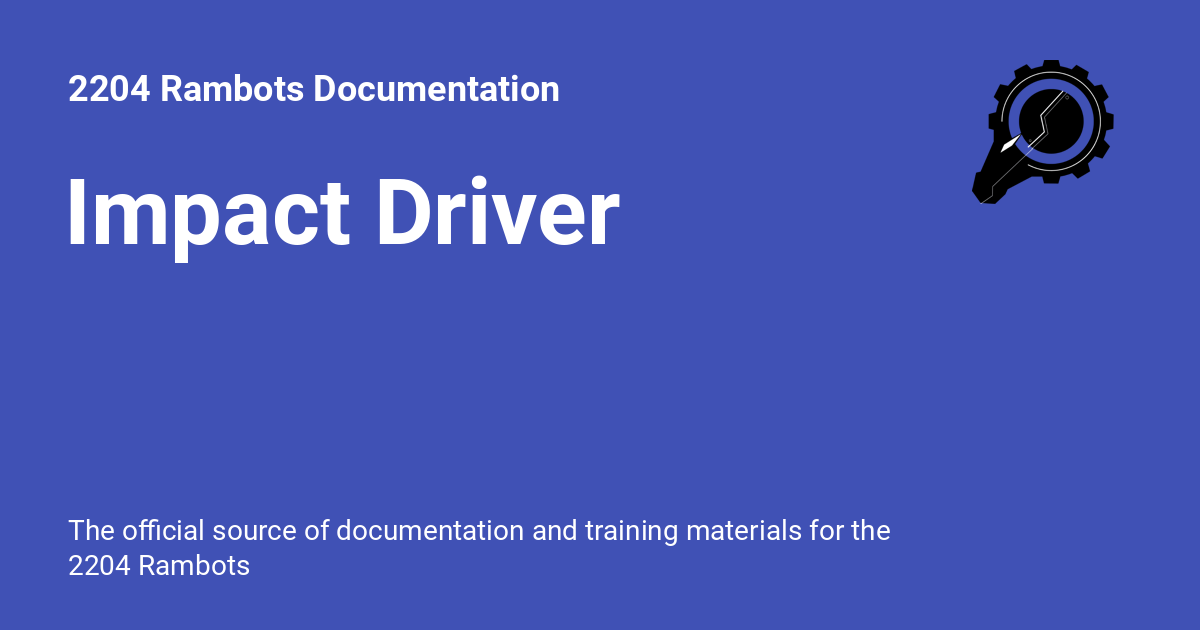 2204 Rambots Documentation
Impact Driver
The official source of documentation and training materials for the
2204 Rambots